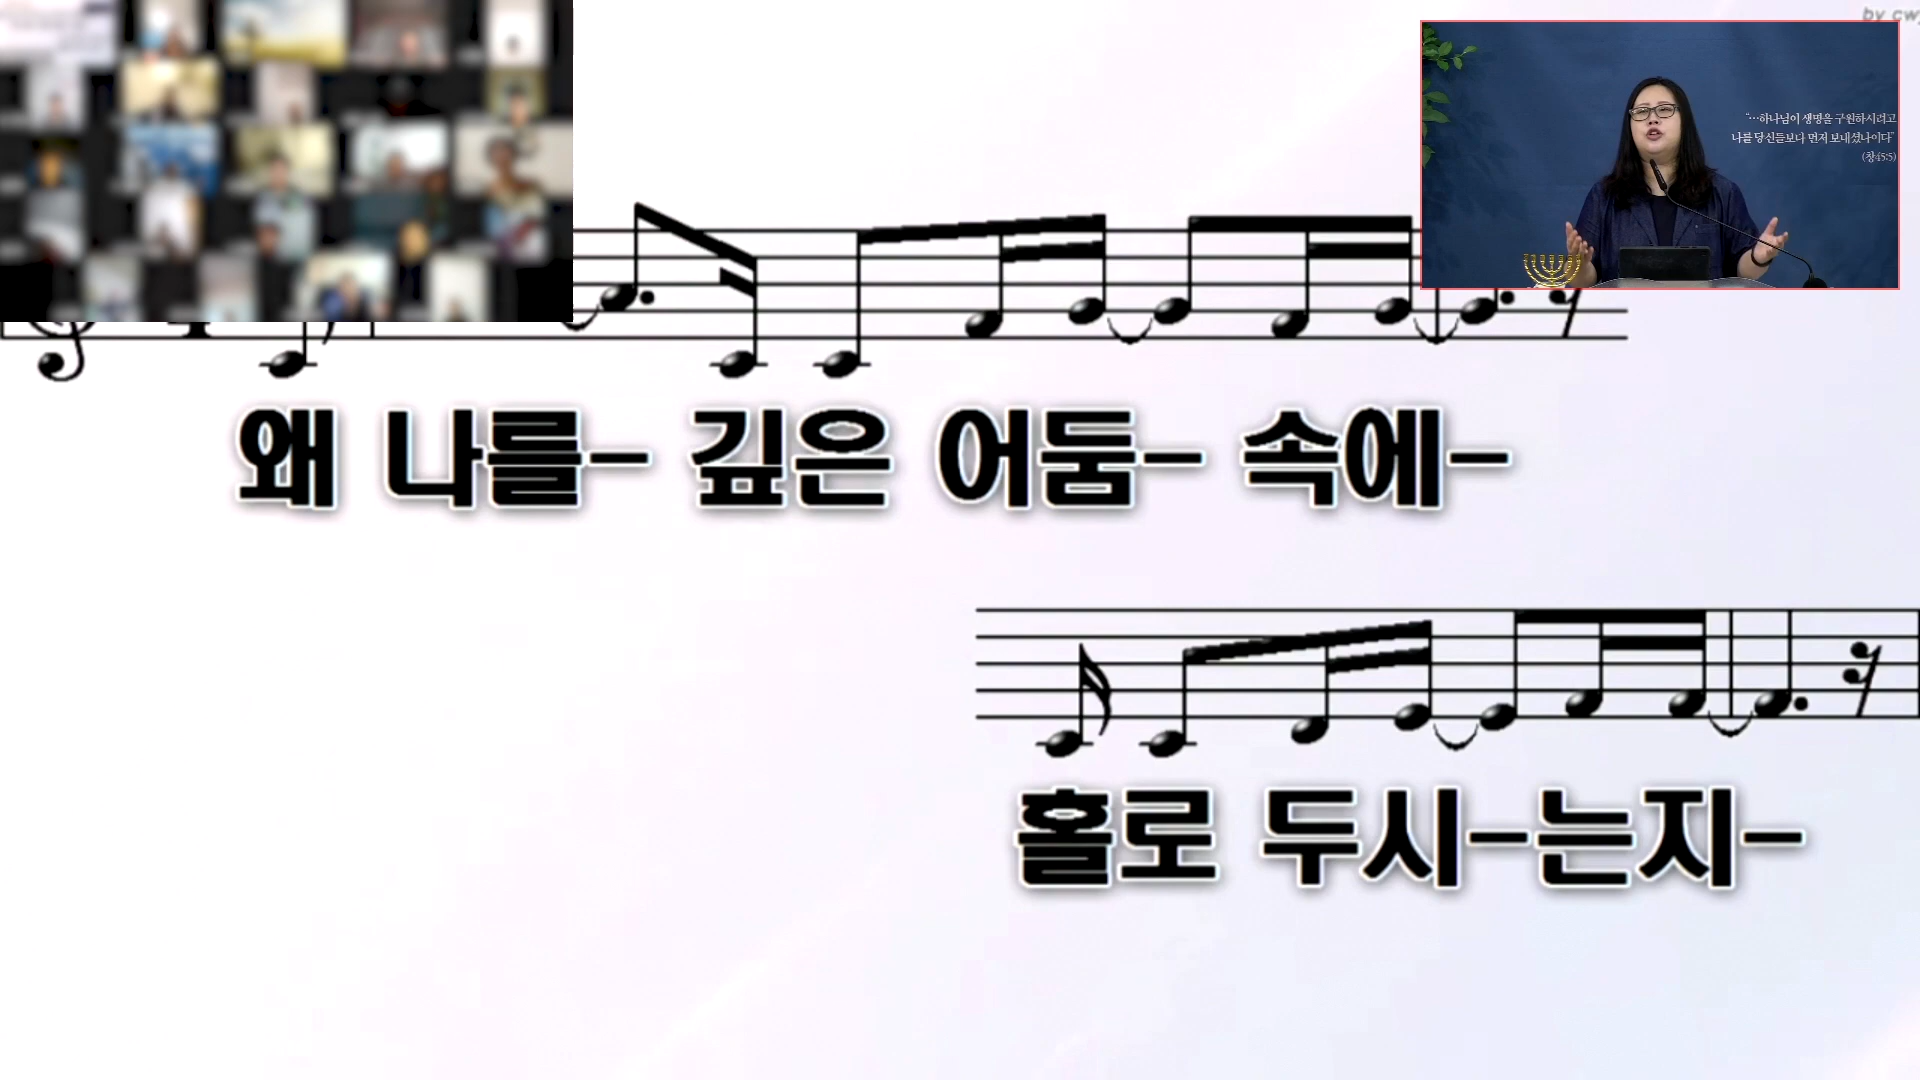 by cw
"…하나님이 생명을 구원하시려고
나를 당신들보다 먼저 보내셨나이다"
(창45:5)
왜 나를- 깊은 어둠- 속에-
홀로 두시-는지-